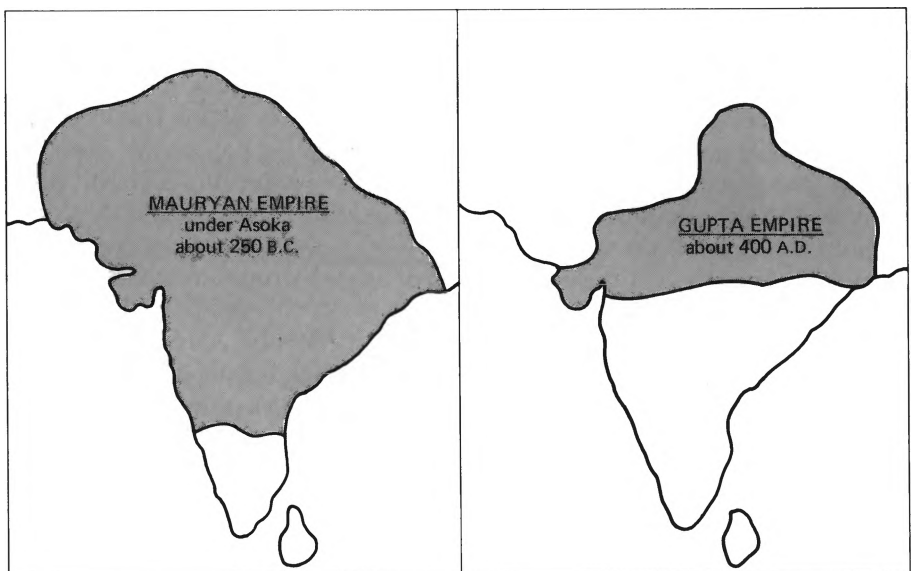 MAURYAN EMPIRE
under Asoka
about 250 B.C.
GUPTA EMPIRE
about 400 A.D.